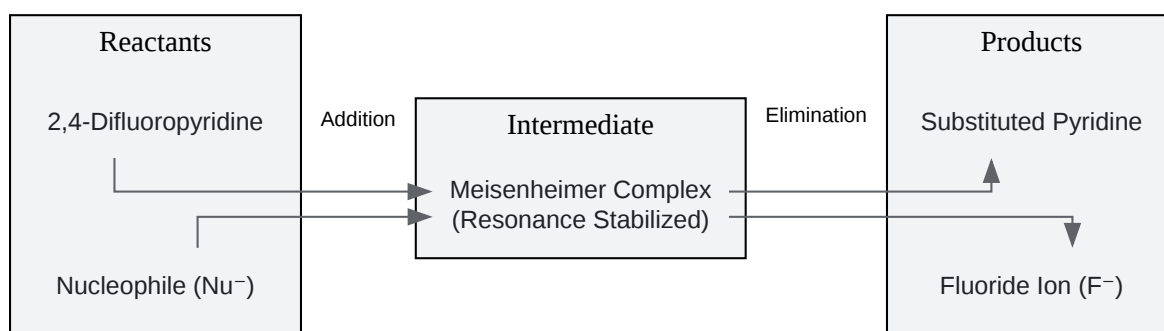 Reactants
2,4-Difluoropyridine
Nucleophile (Nu⁻)
Addition
Intermediate
Meisenheimer Complex
(Resonance Stabilized)
Elimination
Products
Substituted Pyridine
Fluoride Ion (F⁻)